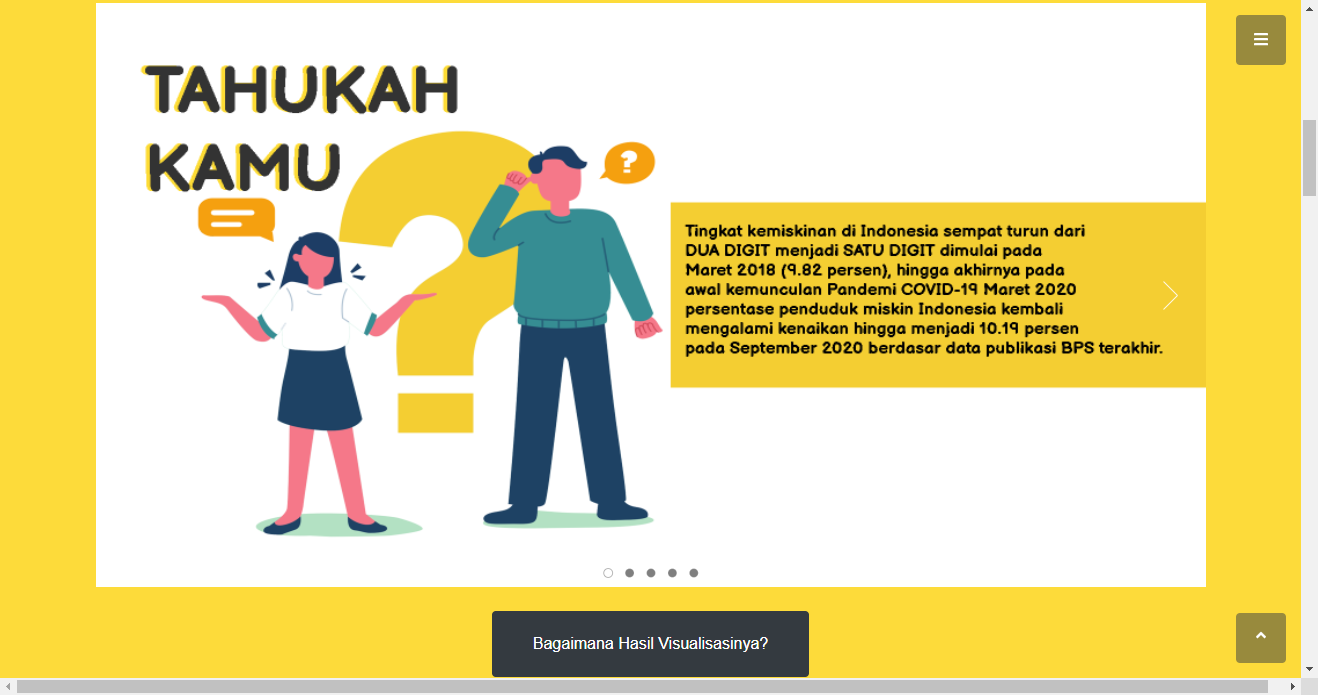 TAHUKAH
KAMU
?
Tingkat kemiskinan di Indonesia sempat turun dari
DUA DIGIT menjadi SATU DIGIT dimulai pada
Maret 2018 (9.82 persen), hingga akhirnya pada
awal kemunculan Pandemi COVID-19 Maret 2020
persentase penduduk miskin Indonesia kembali
mengalami kenaikan hingga menjadi 10.19 persen
pada September 2020 berdasar data publikasi BPS terakhir.
Bagaimana Hasil Visualisasinya?